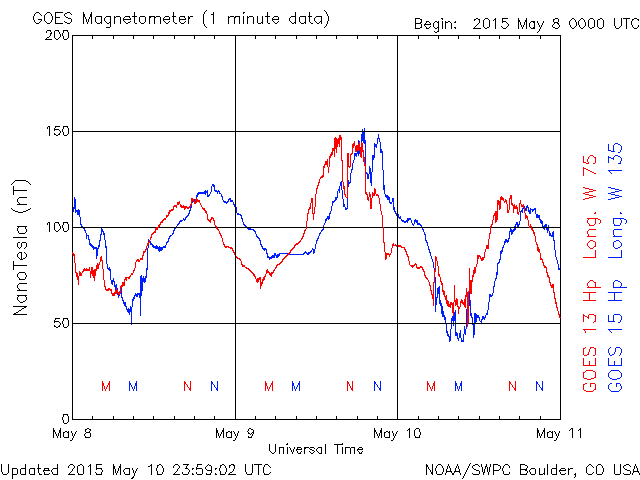 GOES Magnetometer (1 minute data)
Begin: 2015 May 8 0000 UTC
200
150
100
50
0
NanoTesla (nT)
M M N N M M N N M M N N
May 8 May 9 May 10 May 11
Universal Time
GOES 13 Hp Long. W 75
GOES 15 Hp Long. W 135
Updated 2015 May 10 23:59:02 UTC
NOAA/SWPC Boulder, CO USA